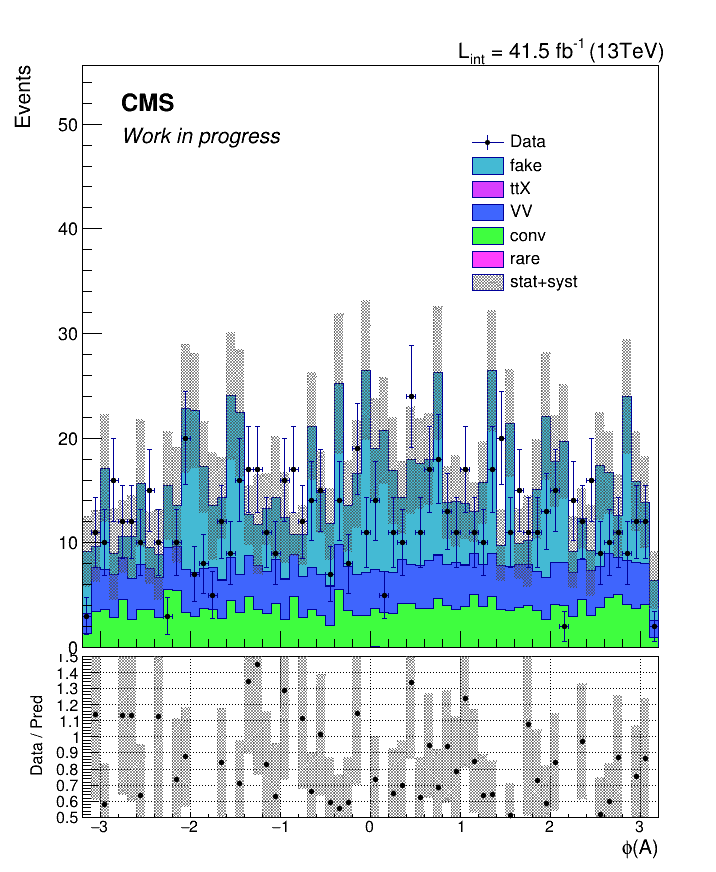 L_int = 41.5 fb^-1 (13TeV)
Events
CMS
Work in progress
Data
fake
ttX
VV
conv
rare
stat+syst
50
40
30
20
10
0
Data / Pred
1.5
1.4
1.3
1.2
1.1
1
0.9
0.8
0.7
0.6
0.5
−3 −2 −1 0 1 2 3
ϕ(A)